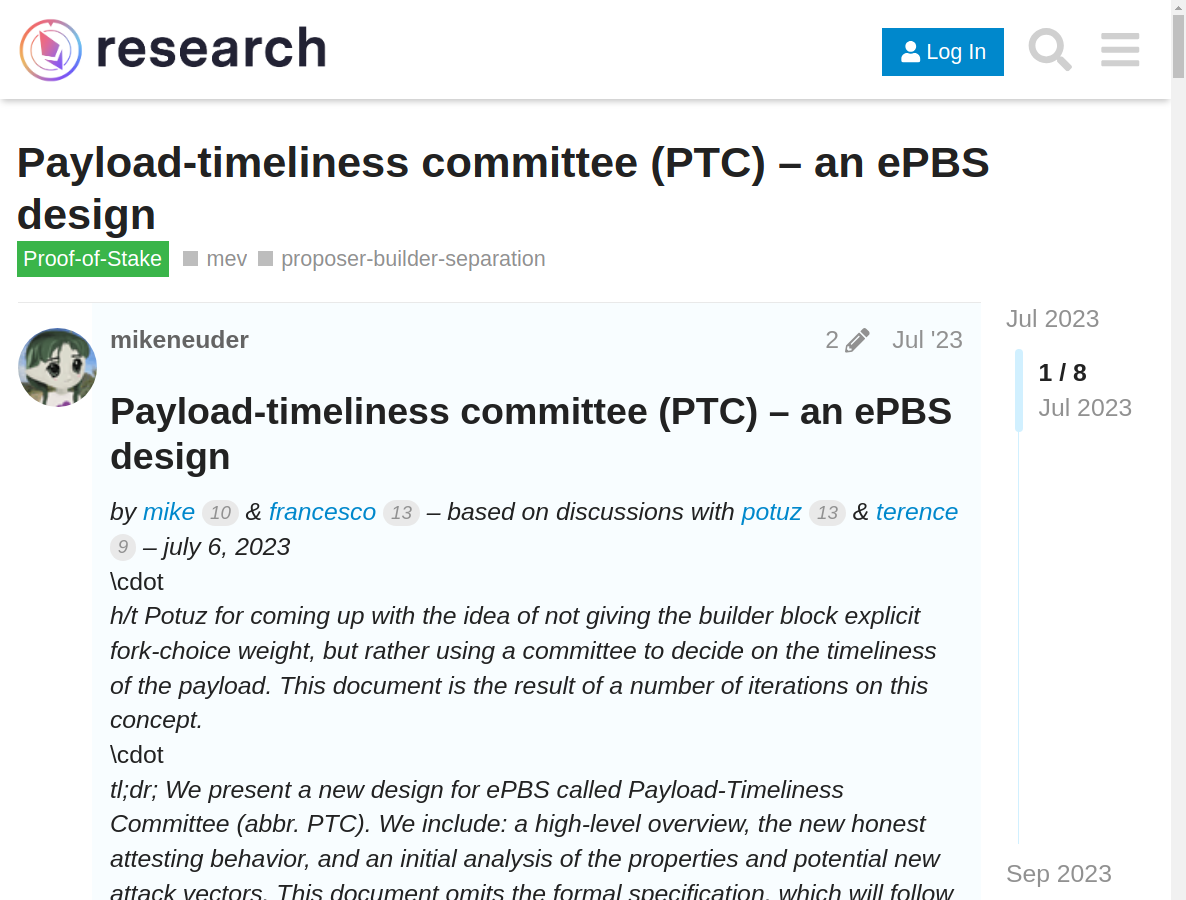 research
Log In
Payload-timeliness committee (PTC) – an ePBS
design
Proof-of-Stake mev proposer-builder-separation
Jul 2023
mikeneuder 2 Jul '23
1 / 8
Jul 2023
Payload-timeliness committee (PTC) – an ePBS
design
by mike 10 & francesco 13 – based on discussions with potuz 13 & terence
9 – july 6, 2023
\cdot
h/t Potuz for coming up with the idea of not giving the builder block explicit
fork-choice weight, but rather using a committee to decide on the timeliness
of the payload. This document is the result of a number of iterations on this
concept.
\cdot
tl;dr; We present a new design for ePBS called Payload-Timeliness
Committee (abbr. PTC). We include: a high-level overview, the new honest
attesting behavior, and an initial analysis of the properties and potential new
attack vectors. This document omits the formal specification, which will follow
Sep 2023